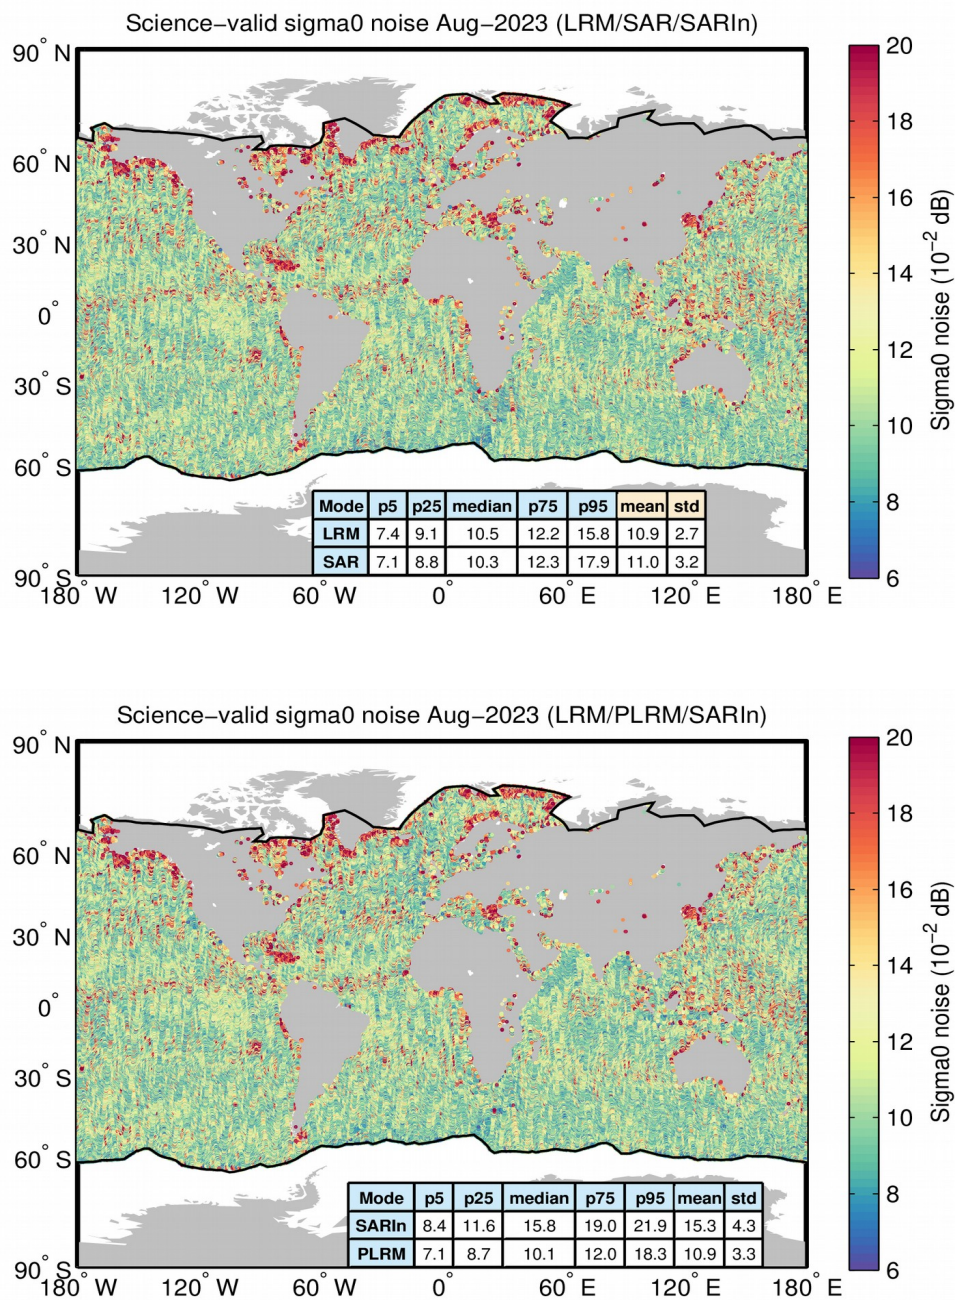 Science−valid sigma0 noise Aug−2023 (LRM/SAR/SARIn)
90° N
60° N
30° N
0°
30° S
60° S
90° S
180° W 120° W 60° W 0° 60° E 120° E 180° E
Mode p5 p25 median p75 p95 mean std
LRM 7.4 9.1 10.5 12.2 15.8 10.9 2.7
SAR 7.1 8.8 10.3 12.3 17.9 11.0 3.2
20
18
16
14
12
10
8
6
Sigma0 noise (10−2 dB)
Science−valid sigma0 noise Aug−2023 (LRM/PLRM/SARIn)
90° N
60° N
30° N
0°
30° S
60° S
90° S
180° W 120° W 60° W 0° 60° E 120° E 180° E
Mode p5 p25 median p75 p95 mean std
SARIn 8.4 11.6 15.8 19.0 21.9 15.3 4.3
PLRM 7.1 8.7 10.1 12.0 18.3 10.9 3.3
20
18
16
14
12
10
8
6
Sigma0 noise (10−2 dB)